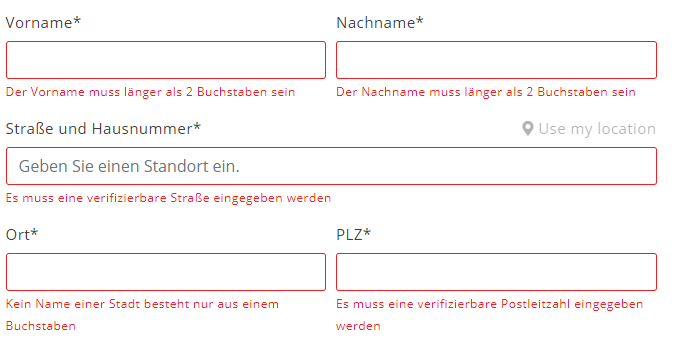 Vorname*
Nachname*
Der Vorname muss länger als 2 Buchstaben sein
Der Nachname muss länger als 2 Buchstaben sein
Straße und Hausnummer*
Use my location
Geben Sie einen Standort ein.
Es muss eine verifizierbare Straße eingegeben werden
Ort*
PLZ*
Kein Name einer Stadt besteht nur aus einem
Buchstaben
Es muss eine verifizierbare Postleitzahl eingegeben
werden